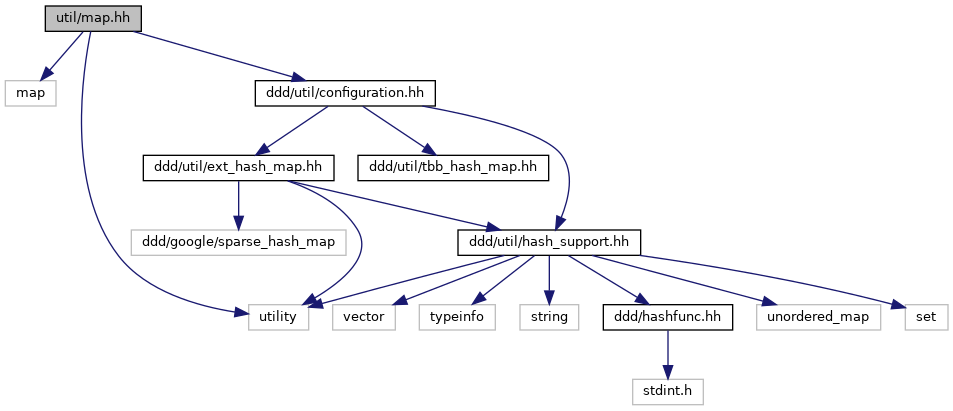 util/map.hh
map
ddd/util/configuration.hh
ddd/util/ext_hash_map.hh
ddd/util/tbb_hash_map.hh
ddd/google/sparse_hash_map
ddd/util/hash_support.hh
utility
vector
typeinfo
string
ddd/hashfunc.hh
unordered_map
set
stdint.h